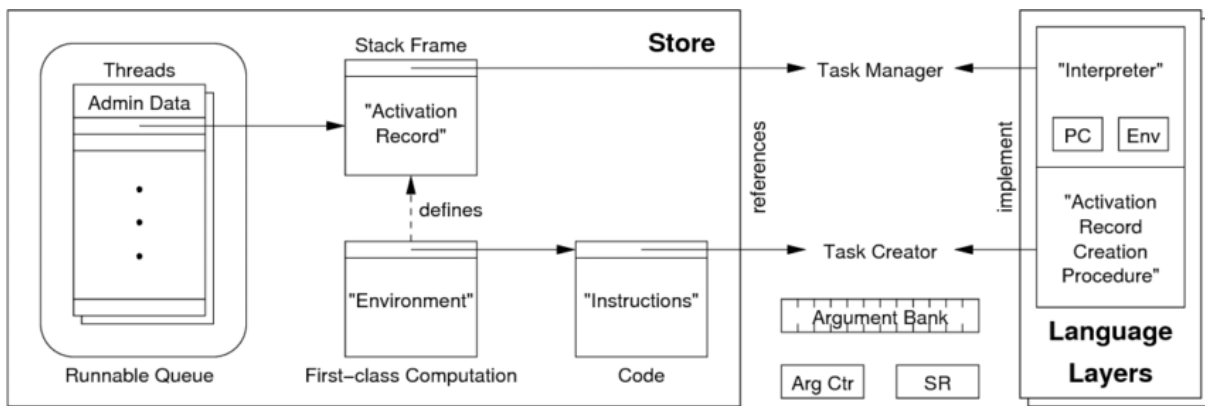 Store
Stack Frame
Threads
Admin Data
"Activation
Record"
Task Manager
"Interpreter"
PC
Env
defines
references
implement
"Activation
Record
Creation
Procedure"
Task Creator
"Environment"
"Instructions"
Argument Bank
Language
Layers
Runnable Queue
First-class Computation
Code
Arg Ctr
SR